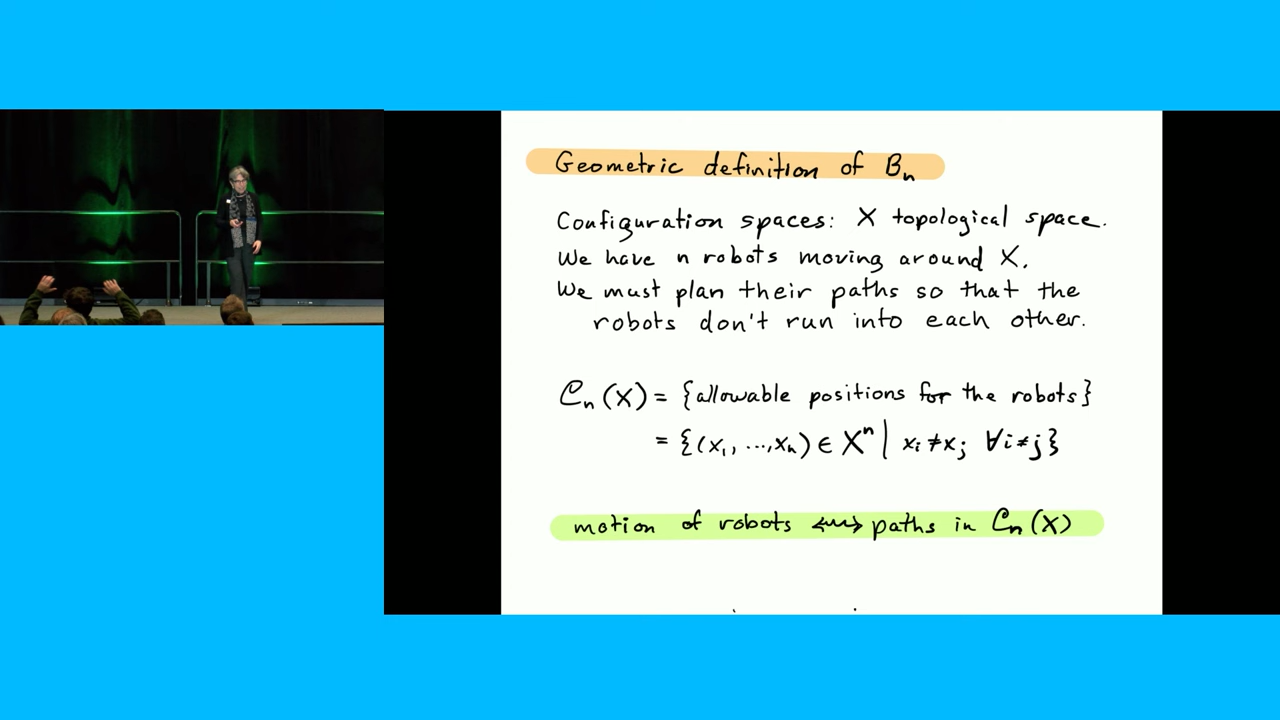 Geometric definition of Bₙ
Configuration spaces: X topological space.
We have n robots moving around X.
We must plan their paths so that the
robots don't run into each other.
𝒞ₙ(X) = {allowable positions for the robots}
= {(x₁, ..., xₙ) ∈ Xⁿ | xᵢ ≠ xⱼ ∀i≠j}
motion of robots ↭ paths in 𝒞ₙ(X)